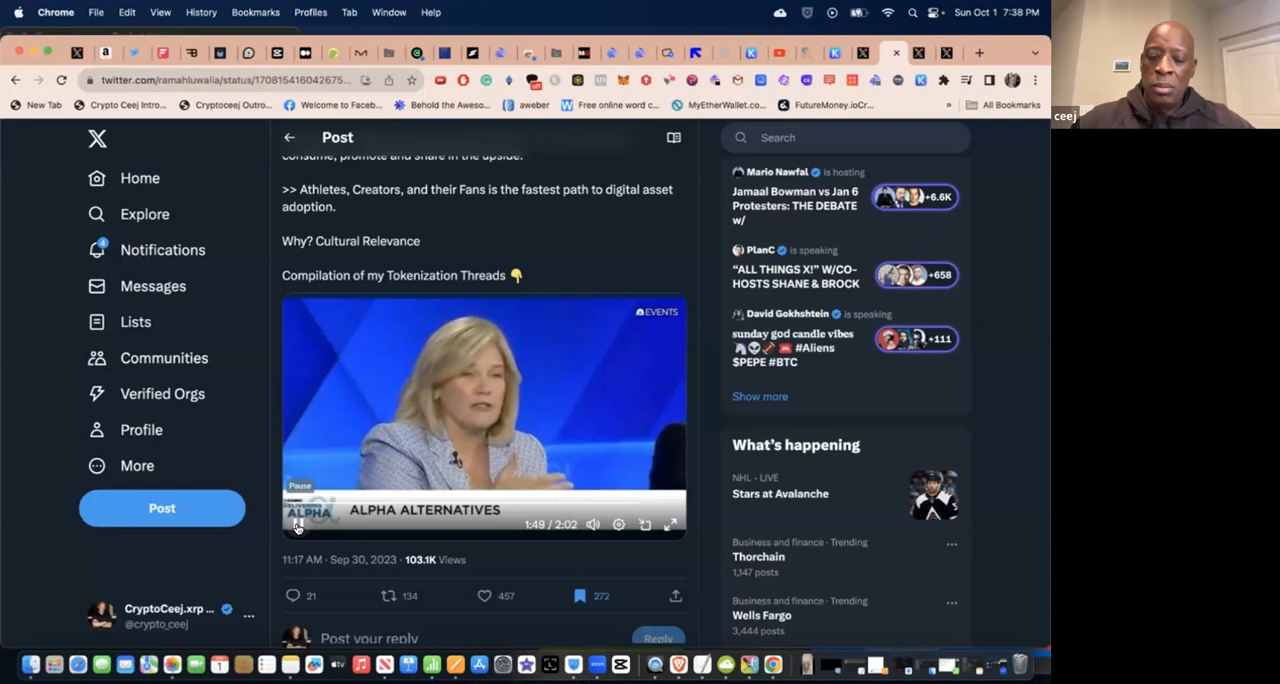 Chrome File Edit View History Bookmarks Profiles Tab Window Help
Sun Oct 1 7:38 PM
twitter.com/ramahluwalia/status/170815416042675...
New Tab Crypto Ceej Intro... Cryptoceej Outro... Welcome to Faceb... Behold the Aweso... aweber Free online word c... MyEtherWallet.co... FutureMoney.ioCr... » All Bookmarks
ceej
Home
Explore
4
Notifications
Messages
Lists
Communities
Verified Orgs
Profile
More
Post
CryptoCeej.xrp ...
@crypto_ceej
Post
consume, promote and share in the upside.
>> Athletes, Creators, and their Fans is the fastest path to digital asset
adoption.
Why? Cultural Relevance
Compilation of my Tokenization Threads
EVENTS
Pause
DELIVERING
ALPHA
ALPHA ALTERNATIVES
1:49 / 2:02
11:17 AM · Sep 30, 2023 · 103.1K Views
21 134 457 272
Post your reply
Reply
Search
Mario Nawfal is hosting
Jamaal Bowman vs Jan 6
Protesters: THE DEBATE
w/
+6.6K
PlanC is speaking
“ALL THINGS X!” W/CO-
HOSTS SHANE & BROCK
+658
David Gokhshtein is speaking
sunday god candle vibes
#Aliens
$PEPE #BTC
+111
Show more
What’s happening
NHL · LIVE
Stars at Avalanche
Business and finance · Trending
Thorchain
1,147 posts
Business and finance · Trending
Wells Fargo
3,444 posts